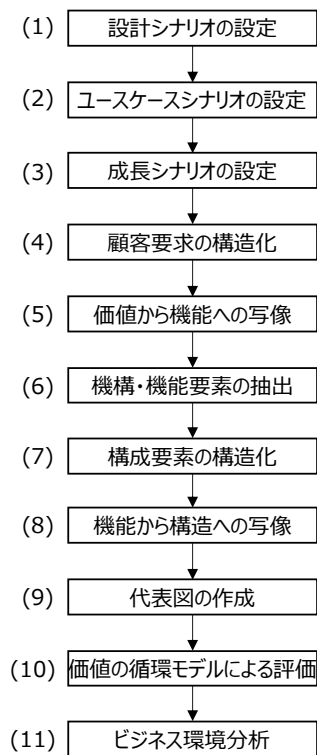 (1) 設計シナリオの設定
(2) ユースケースシナリオの設定
(3) 成長シナリオの設定
(4) 顧客要求の構造化
(5) 価値から機能への写像
(6) 機構・機能要素の抽出
(7) 構成要素の構造化
(8) 機能から構造への写像
(9) 代表図の作成
(10) 価値の循環モデルによる評価
(11) ビジネス環境分析